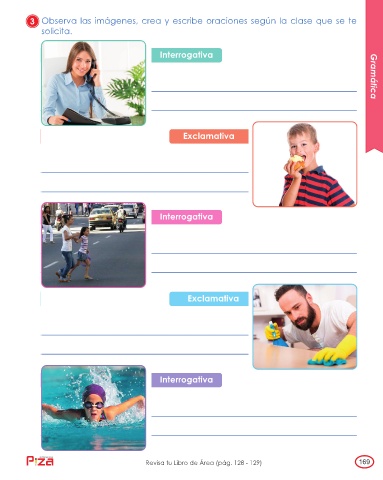 3 Observa las imágenes, crea y escribe oraciones según la clase que se te
solicita.
Interrogativa
Gramática
Exclamativa
Interrogativa
Exclamativa
Interrogativa
Piza
Revisa tu Libro de Área (pág. 128 - 129)
169